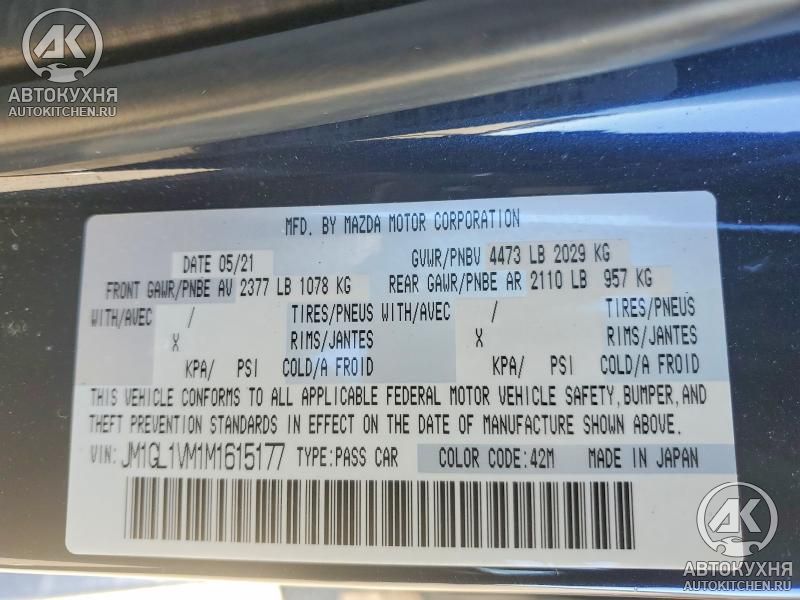 AK
АВТОКУХНЯ
AUTOKITCHEN.RU
MFD. BY MAZDA MOTOR CORPORATION
DATE 05/21 GVWR/PNBV 4473 LB 2029 KG
FRONT GAWR/PNBE AV 2377 LB 1078 KG REAR GAWR/PNBE AR 2110 LB 957 KG
WITH/AVEC / TIRES/PNEUS WITH/AVEC / TIRES/PNEUS
X RIMS/JANTES X RIMS/JANTES
KPA/ PSI COLD/A FROID KPA/ PSI COLD/A FROID
THIS VEHICLE CONFORMS TO ALL APPLICABLE FEDERAL MOTOR VEHICLE SAFETY,BUMPER,AND
THEFT PREVENTION STANDARDS IN EFFECT ON THE DATE OF MANUFACTURE SHOWN ABOVE.
VIN: JM1GL1VM1M1615177 TYPE:PASS CAR COLOR CODE:42M MADE IN JAPAN
AK
АВТОКУХНЯ
AUTOKITCHEN.RU